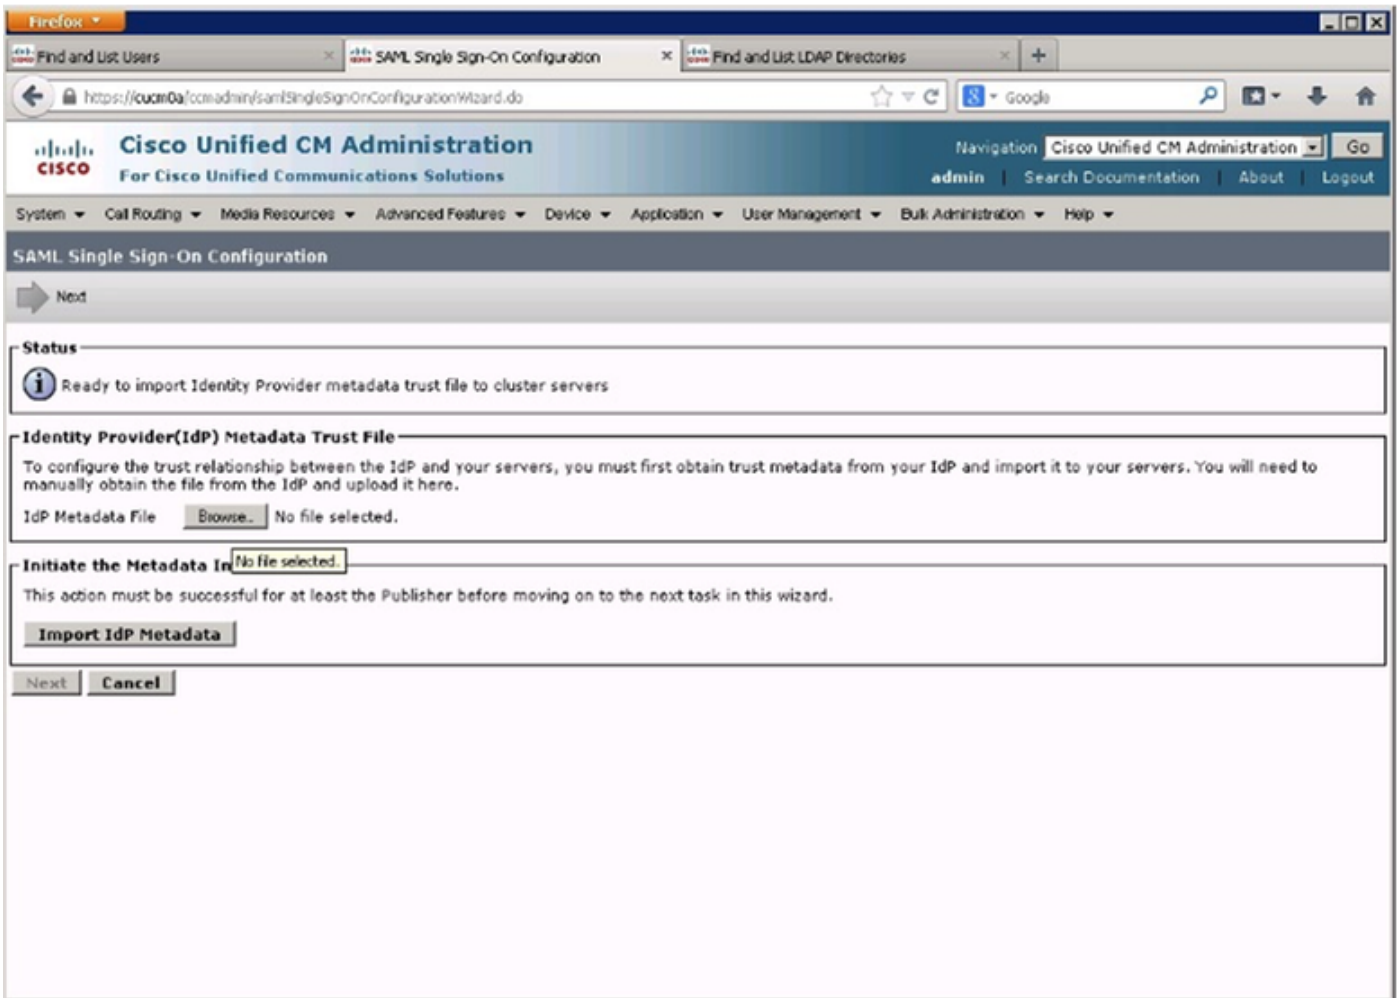 Firefox
Find and List Users
SAML Single Sign-On Configuration
Find and List LDAP Directories
https://cucm0a/ccmadmin/samlSingleSignOnConfigurationWizard.do
Google
CISCO
Cisco Unified CM Administration
For Cisco Unified Communications Solutions
Navigation Cisco Unified CM Administration Go
admin | Search Documentation | About | Logout
System Call Routing Media Resources Advanced Features Device Application User Management Bulk Administration Help
SAML Single Sign-On Configuration
Next
Status
Ready to import Identity Provider metadata trust file to cluster servers
Identity Provider(IdP) Metadata Trust File
To configure the trust relationship between the IdP and your servers, you must first obtain trust metadata from your IdP and import it to your servers. You will need to
manually obtain the file from the IdP and upload it here.
IdP Metadata File Browse.. No file selected.
No file selected.
Initiate the Metadata
This action must be successful for at least the Publisher before moving on to the next task in this wizard.
Import IdP Metadata
Next Cancel